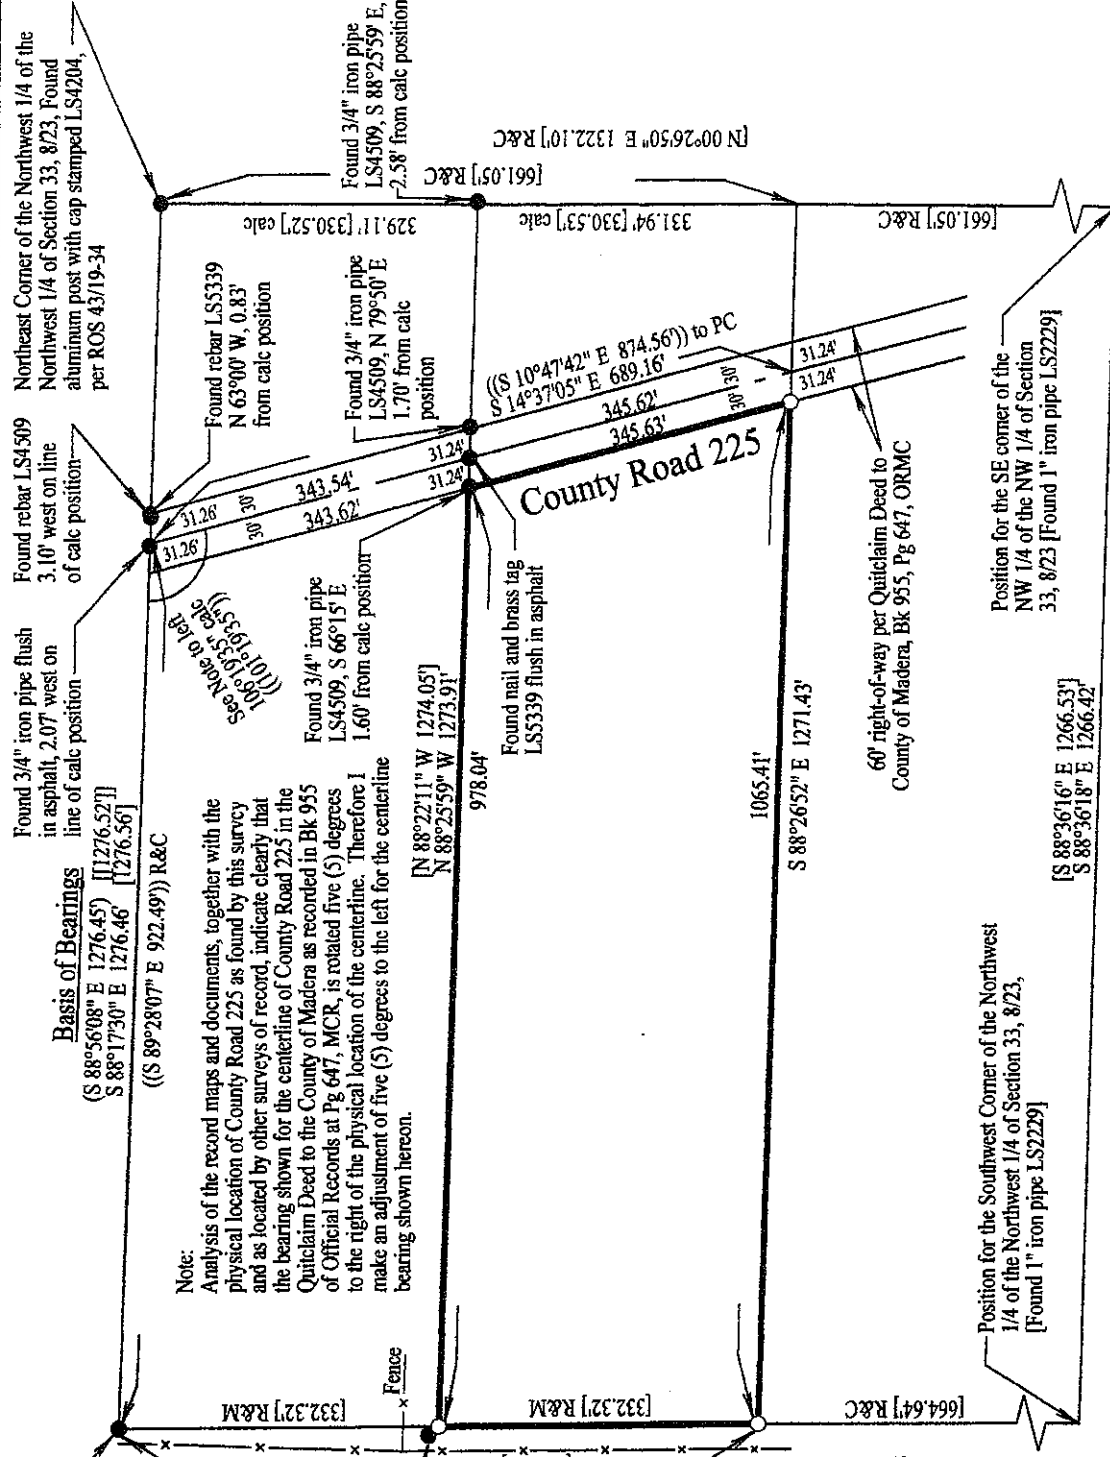 Found 3/4" iron pipe flush
in asphalt, 2.07' west on
line of calc position
Found rebar LS4509
3.10' west on line
of calc position
Northeast Corner of the Northwest 1/4 of the
Northwest 1/4 of Section 33, 8/23, Found
aluminum post with cap stamped LS4204,
per ROS 43/19-34
Found 3/4" iron pipe
LS4509, S 88°25'59" E,
2.58' from calc position
Basis of Bearings
(S 88°56'08" E 1276.45') [[1276.52']]
S 88°17'30" E 1276.46' [1276.56']
((S 89°28'07" E 922.49')) R&C
Found rebar LS5339
N 63°00' W, 0.83'
from calc position
Found 3/4" iron pipe
LS4509, N 79°50' E
1.70' from calc
position
329.11' [330.52'] calc
331.94' [330.53'] calc
[661.05'] R&C
[N 00°26'50" E 1322.10'] R&C
[661.05'] R&C
31.26'
31.26'
30'
30'
343.54'
343.62'
30'
30'
31.24'
31.24'
See Note to left
106°19'35" calc
((101°19'35"))
Found 3/4" iron pipe
LS4509, S 66°15' E
1.60' from calc position
((S 10°47'42" E 874.56')) to PC
S 14°37'05" E 689.16'
345.62'
345.63'
30'
30'
31.24'
31.24'
County Road 225
Note:
Analysis of the record maps and documents, together with the
physical location of County Road 225 as found by this survey
and as located by other surveys of record, indicate clearly that
the bearing shown for the centerline of County Road 225 in the
Quitclaim Deed to the County of Madera as recorded in Bk 955
of Official Records at Pg 647, MCR, is rotated five (5) degrees
to the right of the physical location of the centerline. Therefore I
make an adjustment of five (5) degrees to the left for the centerline
bearing shown hereon.
[N 88°22'11" W 1274.05']
N 88°25'59" W 1273.91'
978.04'
Found nail and brass tag
LS5339 flush in asphalt
1065.41'
S 88°26'52" E 1271.43'
60' right-of-way per Quitclaim Deed to
County of Madera, Bk 955, Pg 647, ORMC
Fence
[332.32'] R&M
[332.32'] R&M
[664.64'] R&C
Position for the SE corner of the
NW 1/4 of the NW 1/4 of Section
33, 8/23 [Found 1" iron pipe LS2229]
Position for the Southwest Corner of the Northwest
1/4 of the Northwest 1/4 of Section 33, 8/23,
[Found 1" iron pipe LS2229]
[S 88°36'16" E 1266.53']
S 88°36'18" E 1266.42'